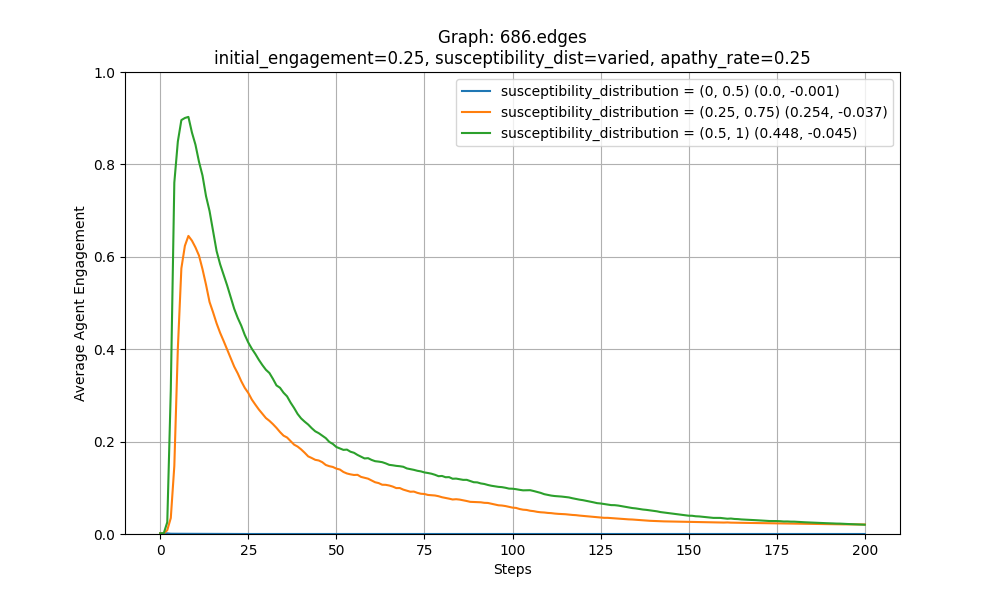 Graph: 686.edges
initial_engagement=0.25, susceptibility_dist=varied, apathy_rate=0.25
susceptibility_distribution = (0, 0.5) (0.0, -0.001)
susceptibility_distribution = (0.25, 0.75) (0.254, -0.037)
susceptibility_distribution = (0.5, 1) (0.448, -0.045)
Average Agent Engagement
1.0
0.8
0.6
0.4
0.2
0.0
0 25 50 75 100 125 150 175 200
Steps